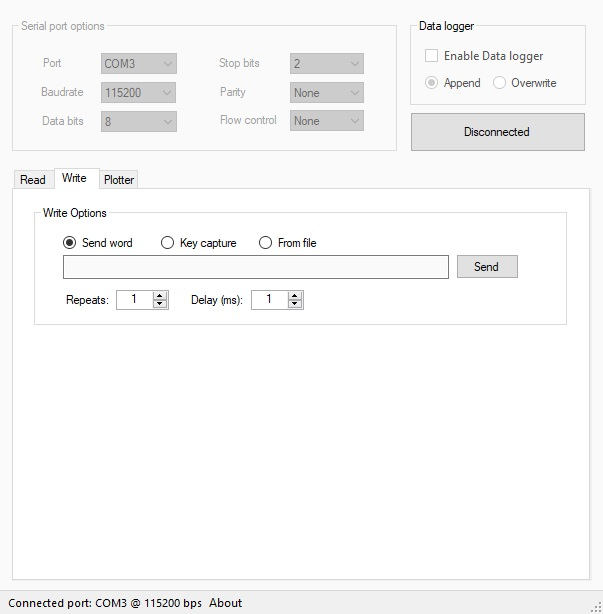 Serial port options
Data logger
Port COM3 Stop bits 2
Enable Data logger
Baudrate 115200 Parity None
Append Overwrite
Data bits 8 Flow control None
Disconnected
Read Write Plotter
Write Options
Send word Key capture From file
Send
Repeats: 1 Delay (ms): 1
Connected port: COM3 @ 115200 bps About